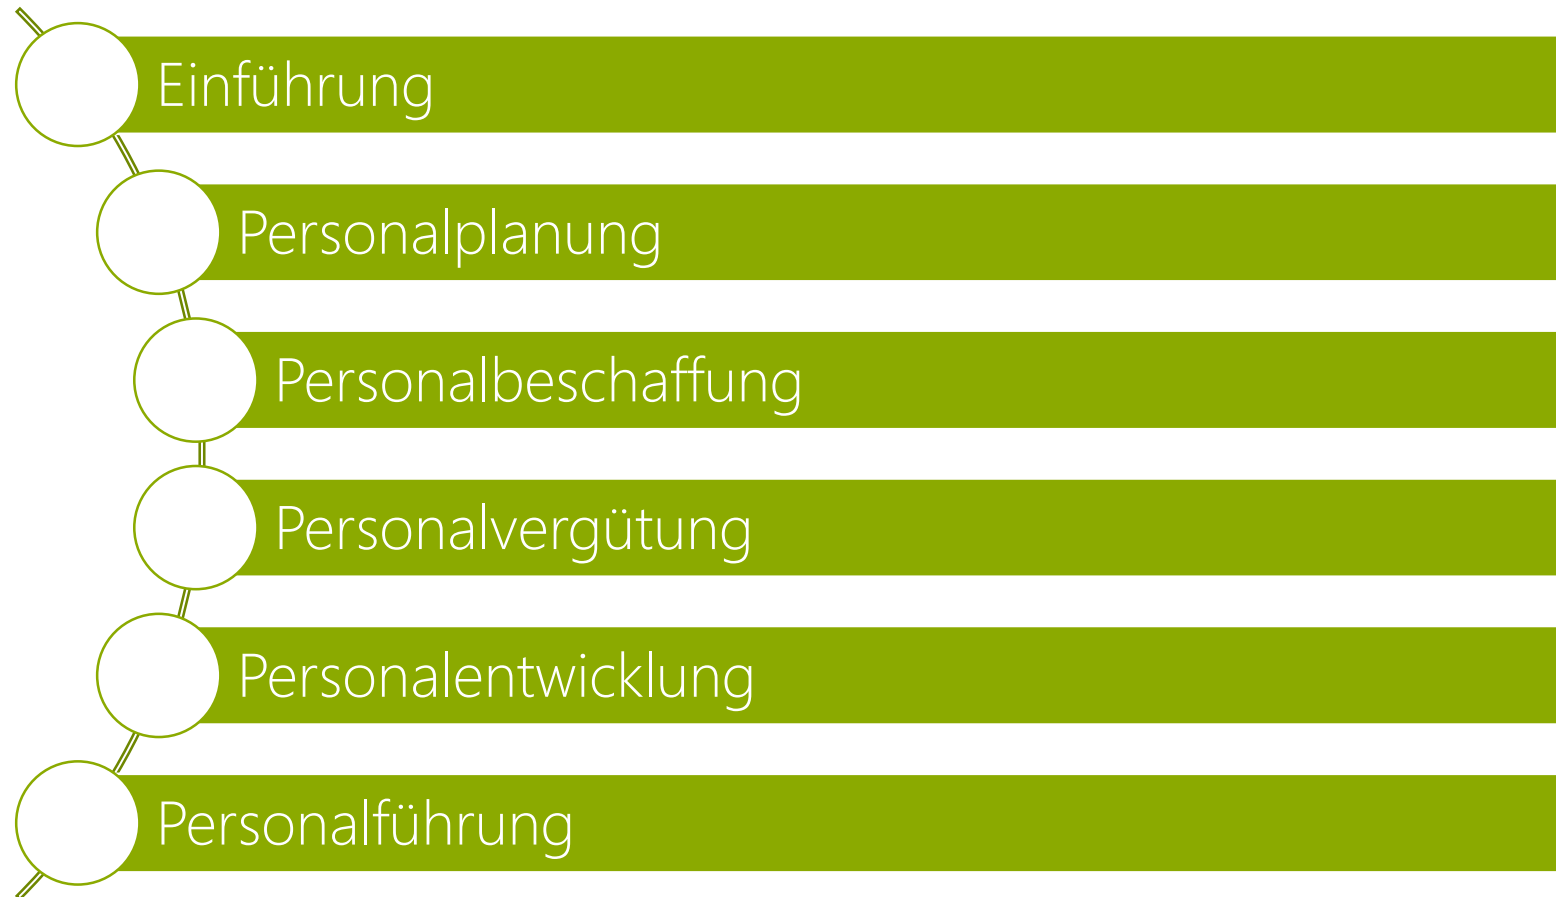 Einführung
Personalplanung
Personalbeschaffung
Personalvergütung
Personalentwicklung
Personalführung